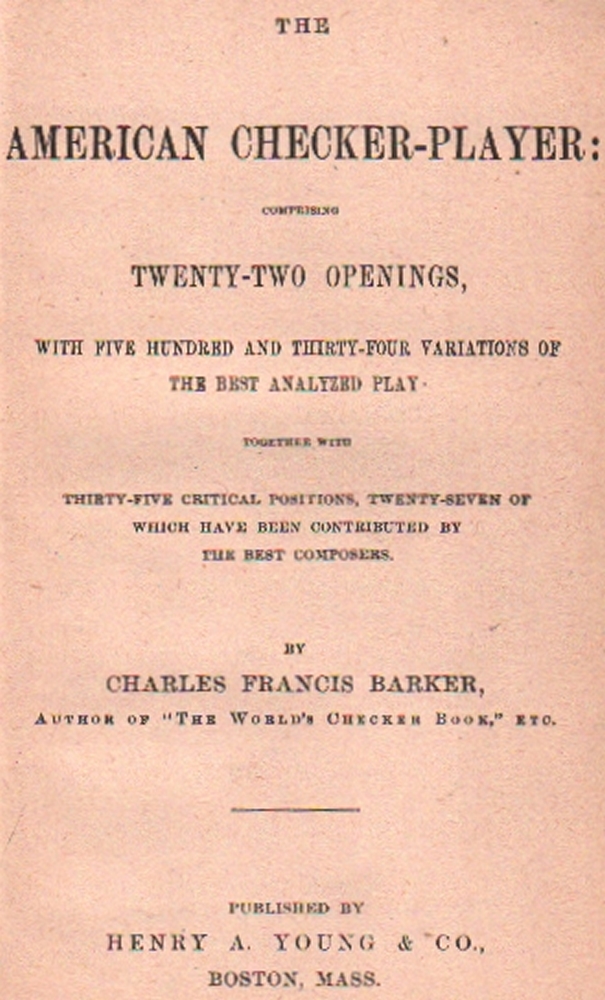 THE
AMERICAN CHECKER-PLAYER:
COMPRISING
TWENTY-TWO OPENINGS,
WITH FIVE HUNDRED AND THIRTY-FOUR VARIATIONS OF
THE BEST ANALYZED PLAY.
TOGETHER WITH
THIRTY-FIVE CRITICAL POSITIONS, TWENTY-SEVEN OF
WHICH HAVE BEEN CONTRIBUTED BY
THE BEST COMPOSERS.
BY
CHARLES FRANCIS BARKER,
AUTHOR OF "THE WORLD'S CHECKER BOOK," ETC.
PUBLISHED BY
HENRY A. YOUNG & CO.,
BOSTON, MASS.